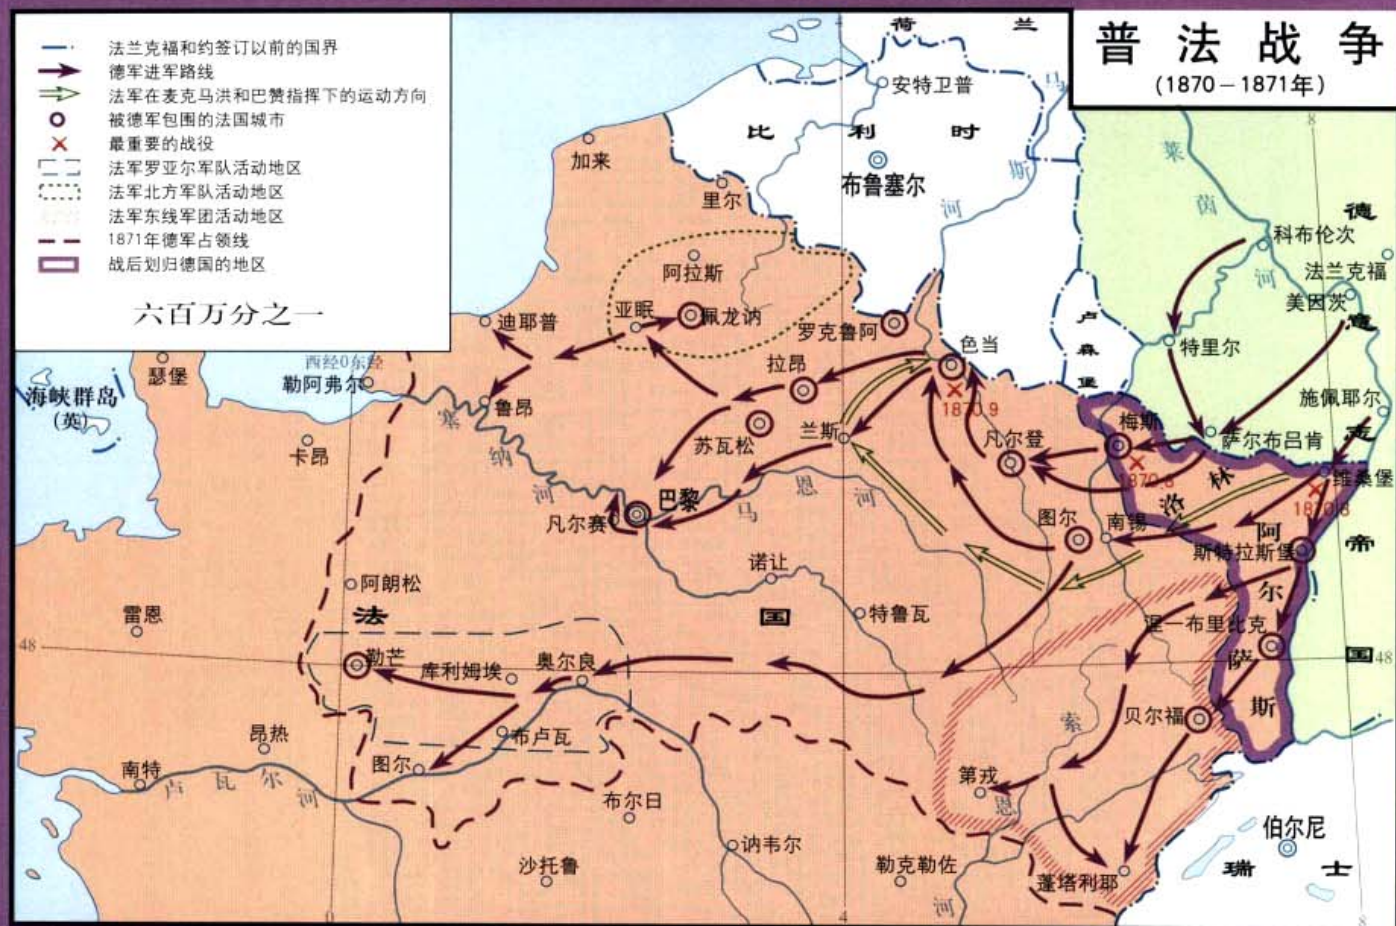 普法战争
(1870－1871年)
法兰克福和约签订以前的国界
德军进军路线
法军在麦克马洪和巴赞指挥下的运动方向
被德军包围的法国城市
最重要的战役
法军罗亚尔军队活动地区
法军北方军队活动地区
法军东线军团活动地区
1871年德军占领线
战后划归德国的地区
六百万分之一
荷兰
安特卫普
比利时
布鲁塞尔
马斯河
莱茵河
德意志帝国
科布伦次
法兰克福
美因茨
特里尔
施佩耶尔
卢森堡
加来
里尔
阿拉斯
亚眠
佩龙讷
迪耶普
罗克鲁阿
色当
1870.9
拉昂
苏瓦松
兰斯
凡尔登
梅斯
1870.8
萨尔布吕肯
维桑堡
1870.8
洛林
西经0东经
瑟堡
勒阿弗尔
海峡群岛
(英)
鲁昂
卡昂
塞纳河
巴黎
凡尔赛
马恩河
图尔
南锡
斯特拉斯堡
阿尔萨斯
诺让
特鲁瓦
法国
阿朗松
雷恩
48
勒芒
库利姆埃
奥尔良
涅一布里比克
48
贝尔福
索恩河
布卢瓦
昂热
图尔
南特
卢瓦尔河
第戎
布尔日
讷韦尔
沙托鲁
勒克勒佐
蓬塔利耶
伯尔尼
瑞士
0
4
8
4
8